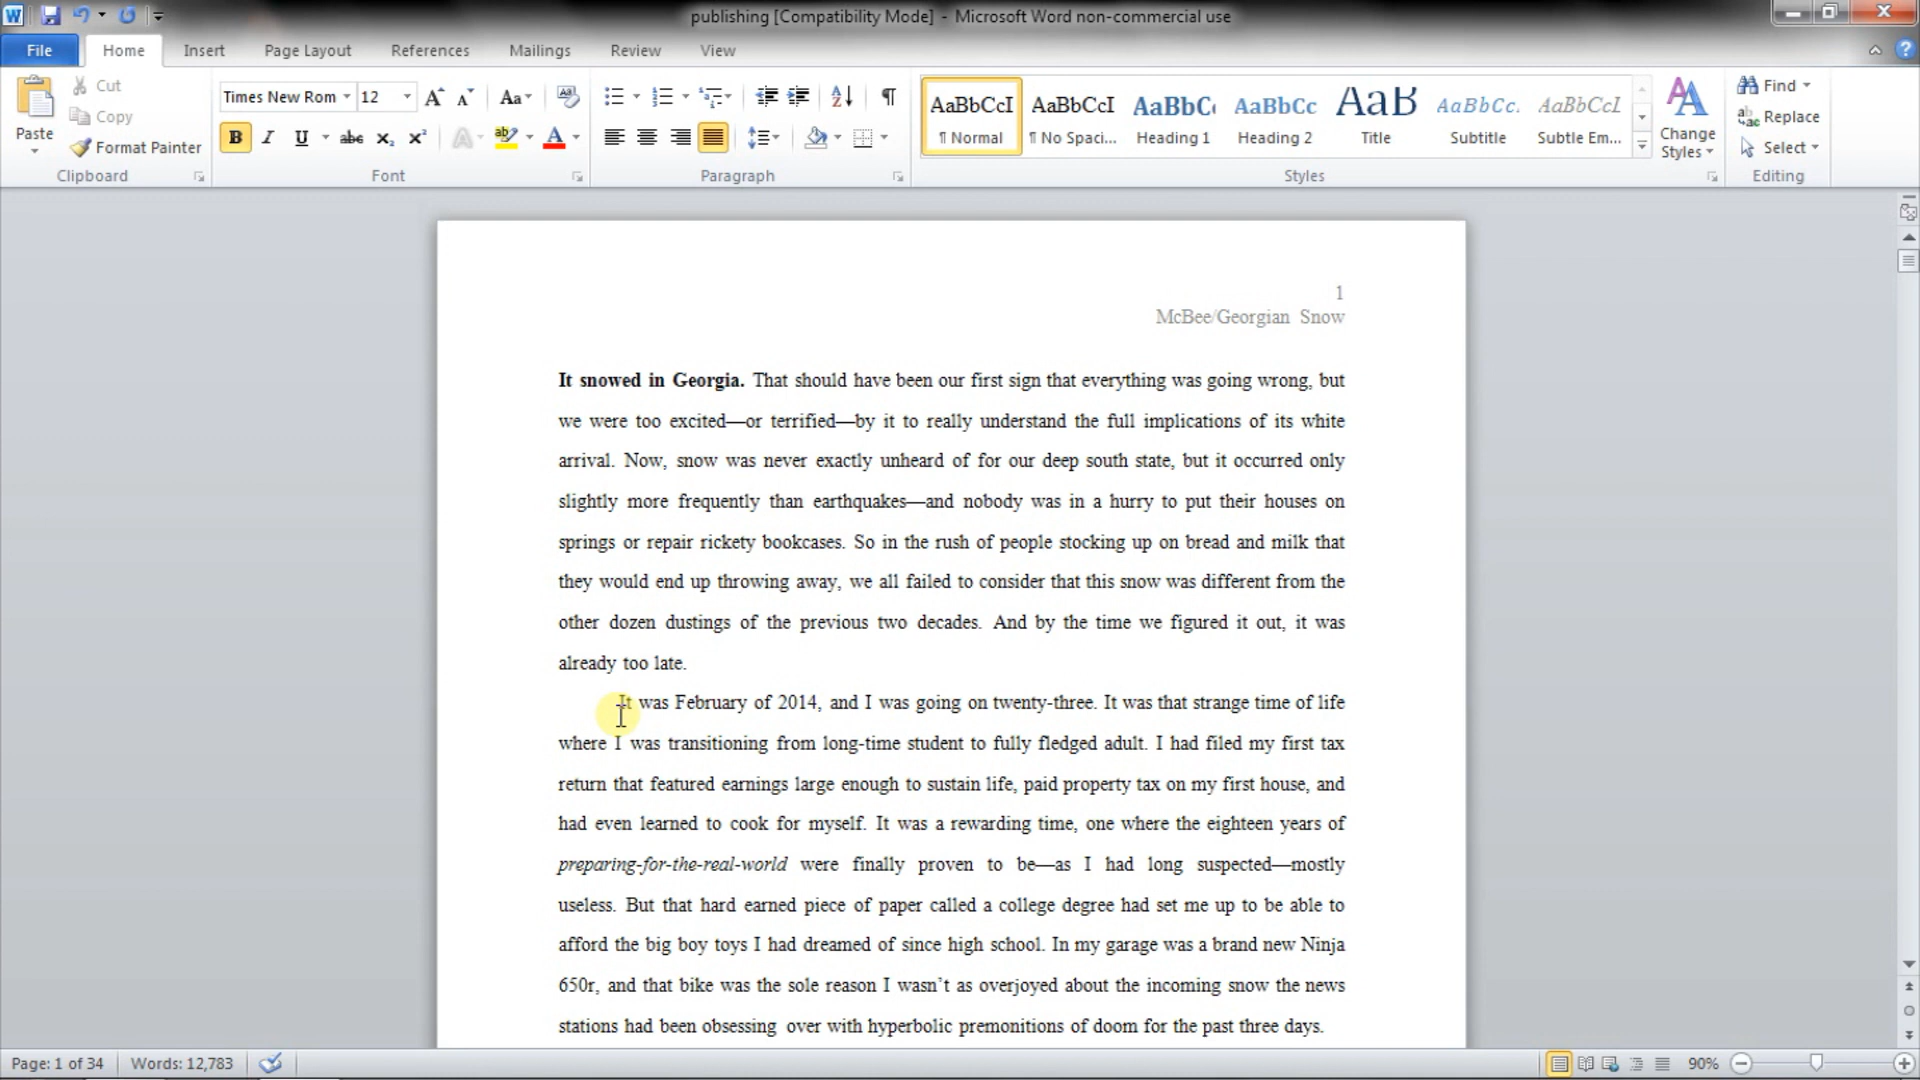 publishing [Compatibility Mode] - Microsoft Word non-commercial use
File Home Insert Page Layout References Mailings Review View
Paste
Cut
Copy
Format Painter
Clipboard
Times New Rom 12
Font
Paragraph
AaBbCcI AaBbCcI AaBbC AaBbCc AaB AaBbCc. AaBbCcI
¶ Normal ¶ No Spaci... Heading 1 Heading 2 Title Subtitle Subtle Em...
Change
Styles
Styles
Find
Replace
Select
Editing
1
McBee/Georgian Snow
It snowed in Georgia. That should have been our first sign that everything was going wrong, but
we were too excited—or terrified—by it to really understand the full implications of its white
arrival. Now, snow was never exactly unheard of for our deep south state, but it occurred only
slightly more frequently than earthquakes—and nobody was in a hurry to put their houses on
springs or repair rickety bookcases. So in the rush of people stocking up on bread and milk that
they would end up throwing away, we all failed to consider that this snow was different from the
other dozen dustings of the previous two decades. And by the time we figured it out, it was
already too late.
It was February of 2014, and I was going on twenty-three. It was that strange time of life
where I was transitioning from long-time student to fully fledged adult. I had filed my first tax
return that featured earnings large enough to sustain life, paid property tax on my first house, and
had even learned to cook for myself. It was a rewarding time, one where the eighteen years of
preparing-for-the-real-world were finally proven to be—as I had long suspected—mostly
useless. But that hard earned piece of paper called a college degree had set me up to be able to
afford the big boy toys I had dreamed of since high school. In my garage was a brand new Ninja
650r, and that bike was the sole reason I wasn't as overjoyed about the incoming snow the news
stations had been obsessing over with hyperbolic premonitions of doom for the past three days.
Page: 1 of 34 Words: 12,783 90%